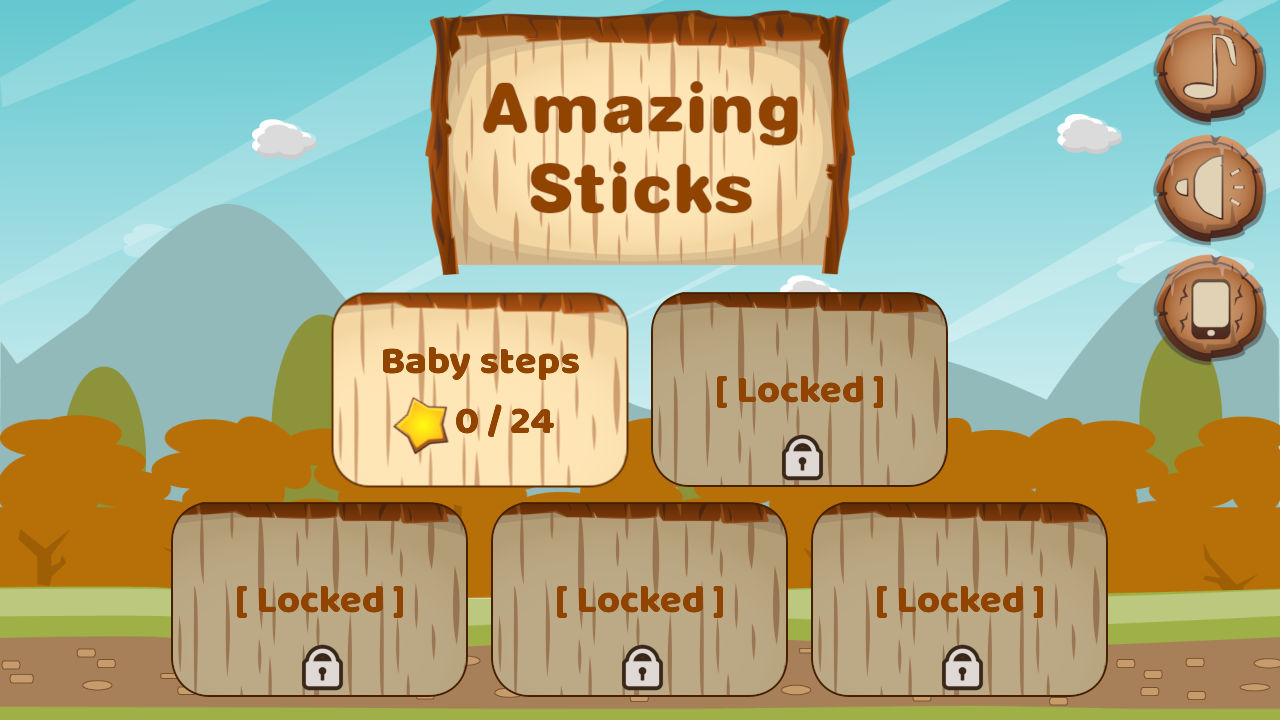 Amazing
Sticks
Baby steps
0 / 24
[ Locked ]
[ Locked ]
[ Locked ]
[ Locked ]